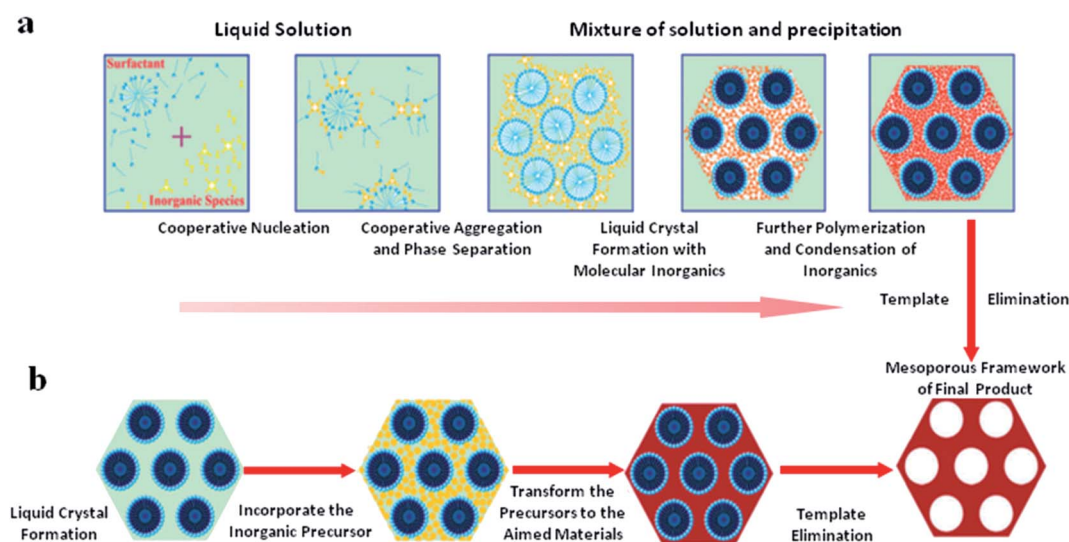 a
Liquid Solution
Mixture of solution and precipitation
Surfactant
Inorganic Species
Cooperative Nucleation
Cooperative Aggregation
and Phase Separation
Liquid Crystal
Formation with
Molecular Inorganics
Further Polymerization
and Condensation of
Inorganics
Template Elimination
b
Mesoporous Framework
of Final Product
Liquid Crystal
Formation
Incorporate the
Inorganic Precursor
Transform the
Precursors to the
Aimed Materials
Template
Elimination